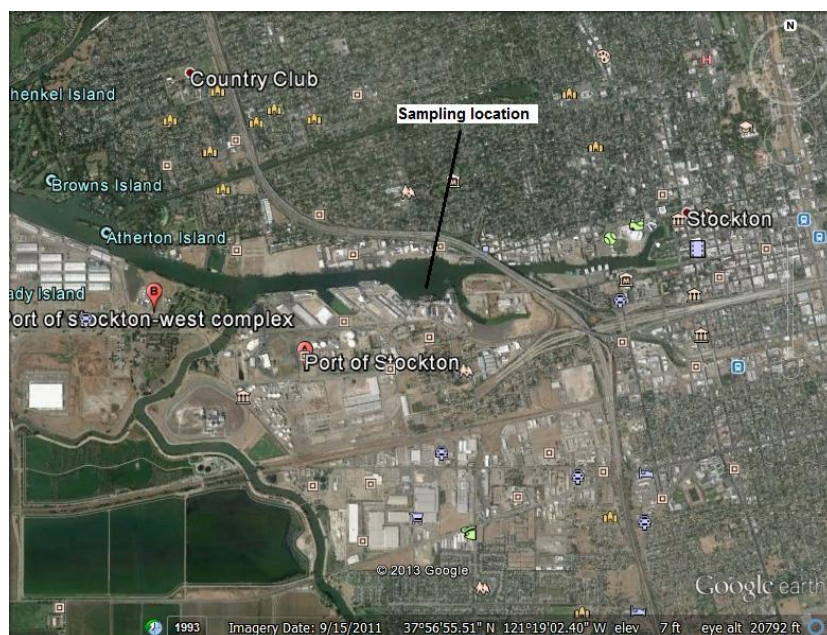 N
Country Club
henkel Island
Sampling location
Browns Island
Stockton
Atherton Island
B
ady Island
Port of stockton-west complex
A
Port of Stockton
© 2013 Google
Google earth
1993 Imagery Date: 9/15/2011 37°56'55.51" N 121°19'02.40" W elev 7 ft eye alt 20792 ft